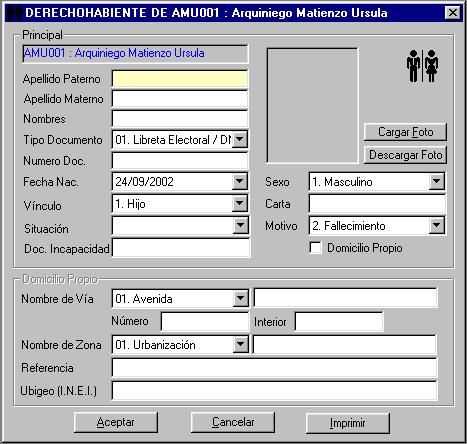 DERECHOHABIENTE DE AMU001 : Arquiniego Matienzo Ursula
Principal
AMU001 : Arquiniego Matienzo Ursula
Apellido Paterno
Apellido Materno
Nombres
Tipo Documento 01. Libreta Electoral / DN
Cargar Foto
Numero Doc.
Descargar Foto
Fecha Nac. 24/09/2002 Sexo 1. Masculino
Vínculo 1. Hijo Carta
Situación Motivo 2. Fallecimiento
Doc. Incapacidad Domicilio Propio
Domicilio Propio
Nombre de Vía 01. Avenida
Número Interior
Nombre de Zona 01. Urbanización
Referencia
Ubigeo (I.N.E.I.)
Aceptar Cancelar Imprimir